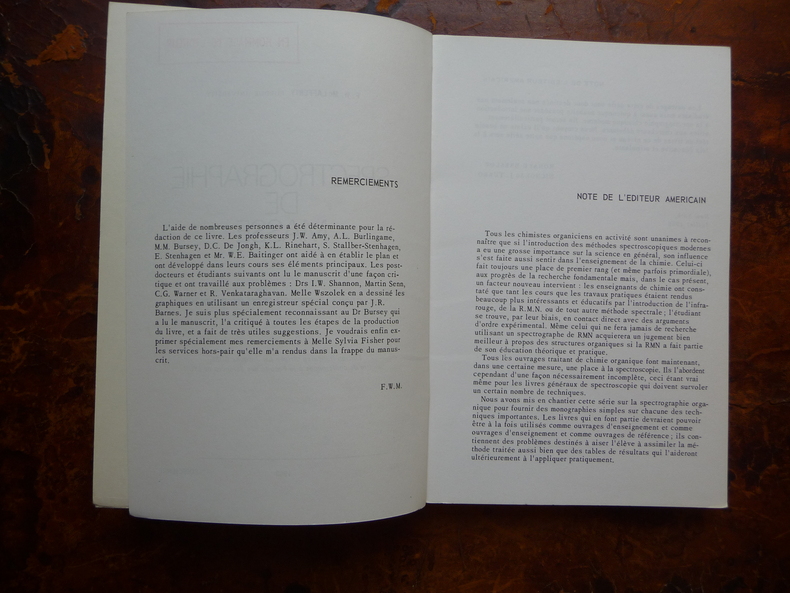 REMERCIEMENTS
L'aide de nombreuses personnes a été déterminante pour la ré-
daction de ce livre. Les professeurs J.W. Amy, A.L. Burlingame,
M.M. Bursey, D.C. De Jongh, K.L. Rinehart, S. Stallber-Stenhagen,
E. Stenhagen et Mr. W.E. Baitinger ont aidé à en établir le plan et
ont développé dans leurs cours ses éléments principaux. Les post-
docteurs et étudiants suivants ont lu le manuscrit d'une façon cri-
tique et ont travaillé aux problèmes : Drs I.W. Shannon, Martin Senn,
C.G. Warner et R. Venkataraghavan. Melle Wszolek en a dessiné les
graphiques en utilisant un enregistreur spécial conçu par J.R.
Barnes. Je suis plus spécialement reconnaissant au Dr Bursey qui
a lu le manuscrit, l'a critiqué à toutes les étapes de la production
du livre, et a fait de très utiles suggestions. Je voudrais enfin ex-
primer spécialement mes remerciements à Melle Sylvia Fisher pour
les services hors-pair qu'elle m'a rendus dans la frappe du manus-
crit.
F.W.M.
NOTE DE L'EDITEUR AMERICAIN
Tous les chimistes organiciens en activité sont unanimes à recon-
naître que si l'introduction des méthodes spectroscopiques modernes
a eu une grosse importance sur la science en général, son influence
s'est faite aussi sentir dans l'enseignement de la chimie. Celui-ci
fait toujours une place de premier rang (et même parfois primordiale),
aux progrès de la recherche fondamentale mais, dans le cas présent,
un facteur nouveau intervient : les enseignants de chimie ont cons-
taté que tant les cours que les travaux pratiques étaient rendus
beaucoup plus intéressants et éducatifs par l'introduction de l'infra-
rouge, de la R.M.N. ou de toute autre méthode spectrale ; l'étudiant
se trouve, par leur biais, en contact direct avec des arguments
d'ordre expérimental. Même celui qui ne fera jamais de recherche
utilisant un spectrographe de RMN acquièrera un jugement bien
meilleur à propos des structures organiques si la RMN a fait partie
de son éducation théorique et pratique.
Tous les ouvrages traitant de chimie organique font maintenant,
dans une certaine mesure, une place à la spectroscopie. Ils l'abordent
cependant d'une façon nécessairement incomplète, ceci étant vrai
même pour les livres généraux de spectroscopie qui doivent survoler
un certain nombre de techniques.
Nous avons mis en chantier cette série sur la spectrographie orga-
nique pour fournir des monographies simples sur chacune des tech-
niques importantes. Les livres qui en font partie devraient pouvoir
être à la fois utilisés comme ouvrages d'enseignement et comme
ouvrages d'enseignement et comme ouvrages de référence ; ils con-
tiennent des problèmes destinés à aiser l'élève à assimiler la mé-
thode traitée aussi bien que des tables de résultats qui l'aideront
ultérieurement à l'appliquer pratiquement.